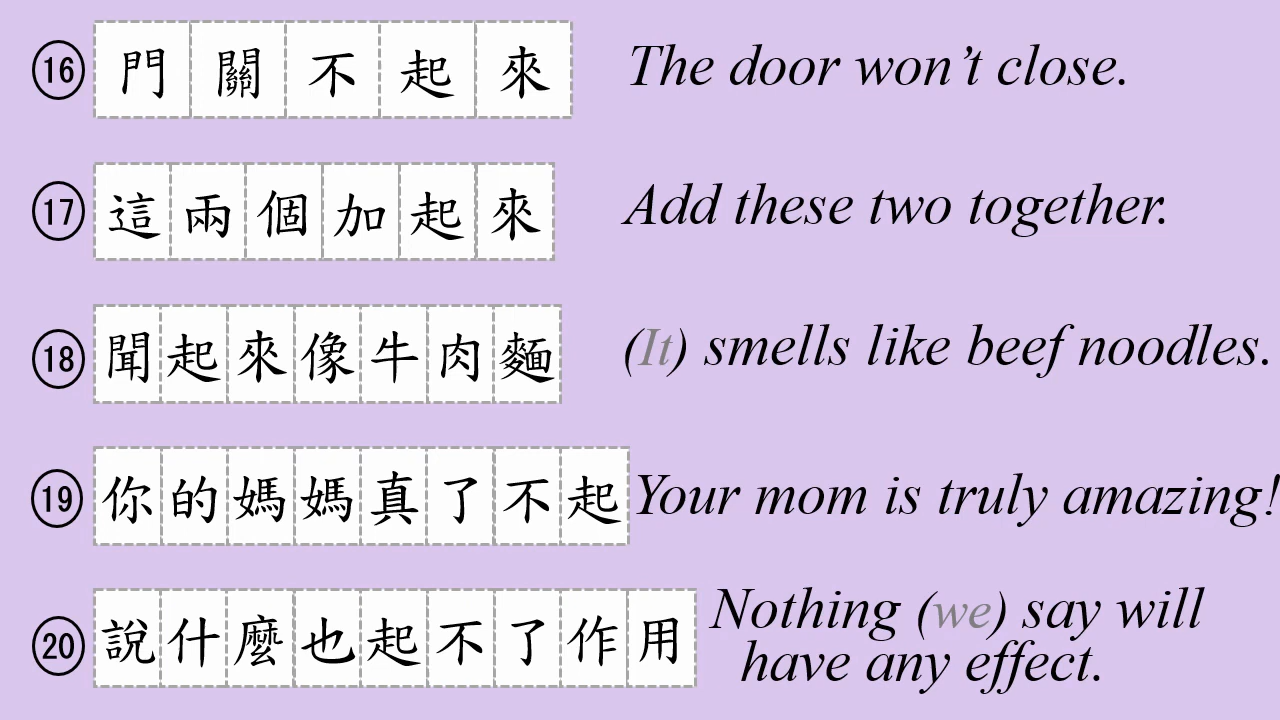 ⑯ 門關不起來 The door won't close.
⑰ 這兩個加起來 Add these two together.
⑱ 聞起來像牛肉麵 (It) smells like beef noodles.
⑲ 你的媽媽真了不起 Your mom is truly amazing!
⑳ 說什麼也起不了作用 Nothing (we) say will
have any effect.